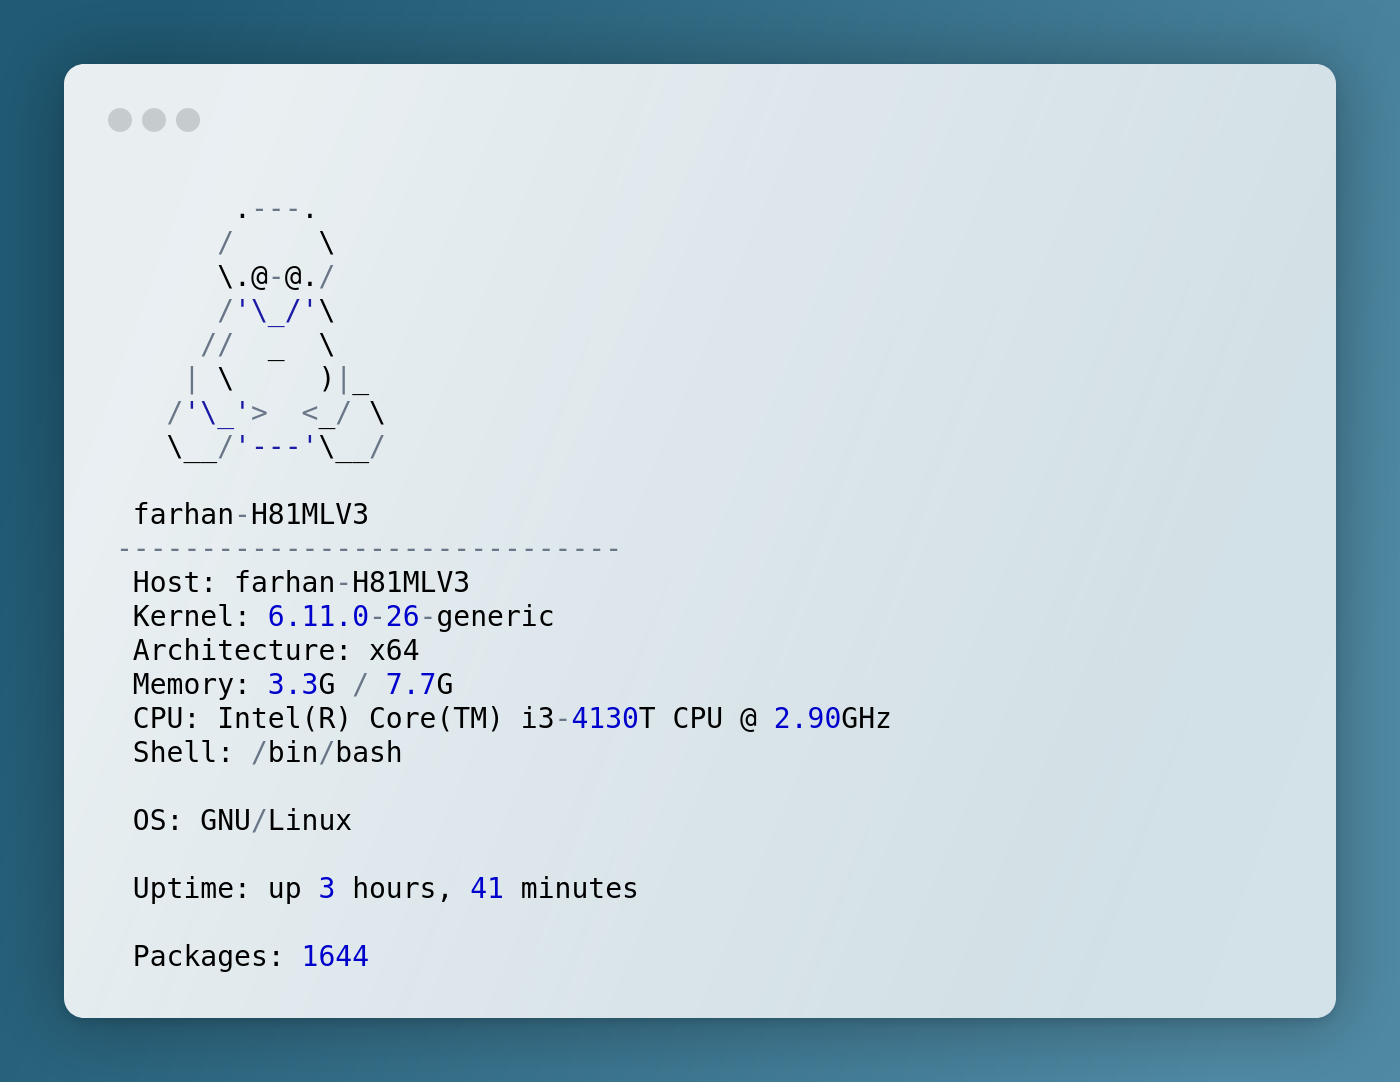 .---.
      /     \
      \.@-@./
      /'\_/'\
     //  _  \
    | \     )|_
   /'\_'>  <_/ \
   \__/'---'\__/

 farhan-H81MLV3
------------------------------
 Host: farhan-H81MLV3
 Kernel: 6.11.0-26-generic
 Architecture: x64
 Memory: 3.3G / 7.7G
 CPU: Intel(R) Core(TM) i3-4130T CPU @ 2.90GHz
 Shell: /bin/bash

 OS: GNU/Linux

 Uptime: up 3 hours, 41 minutes

 Packages: 1644